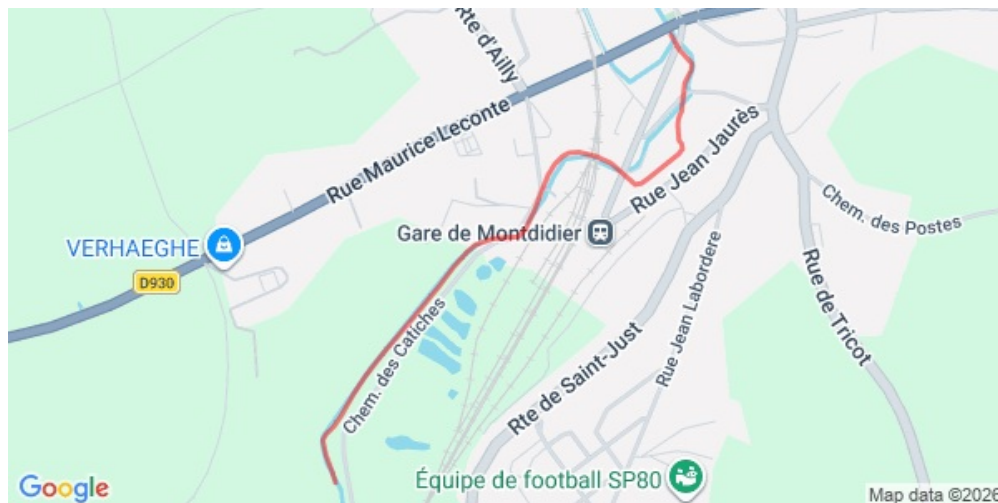 Rte d'Ailly
Rue Maurice Leconte
Rue Jean Jaurès
Chem. des Postes
Gare de Montdidier
VERHAEGHE
D930
Rue Jean Labordere
Rue de Tricot
Chem. des Catiches
Rte de Saint-Just
Équipe de football SP80
Google
Map data ©2026